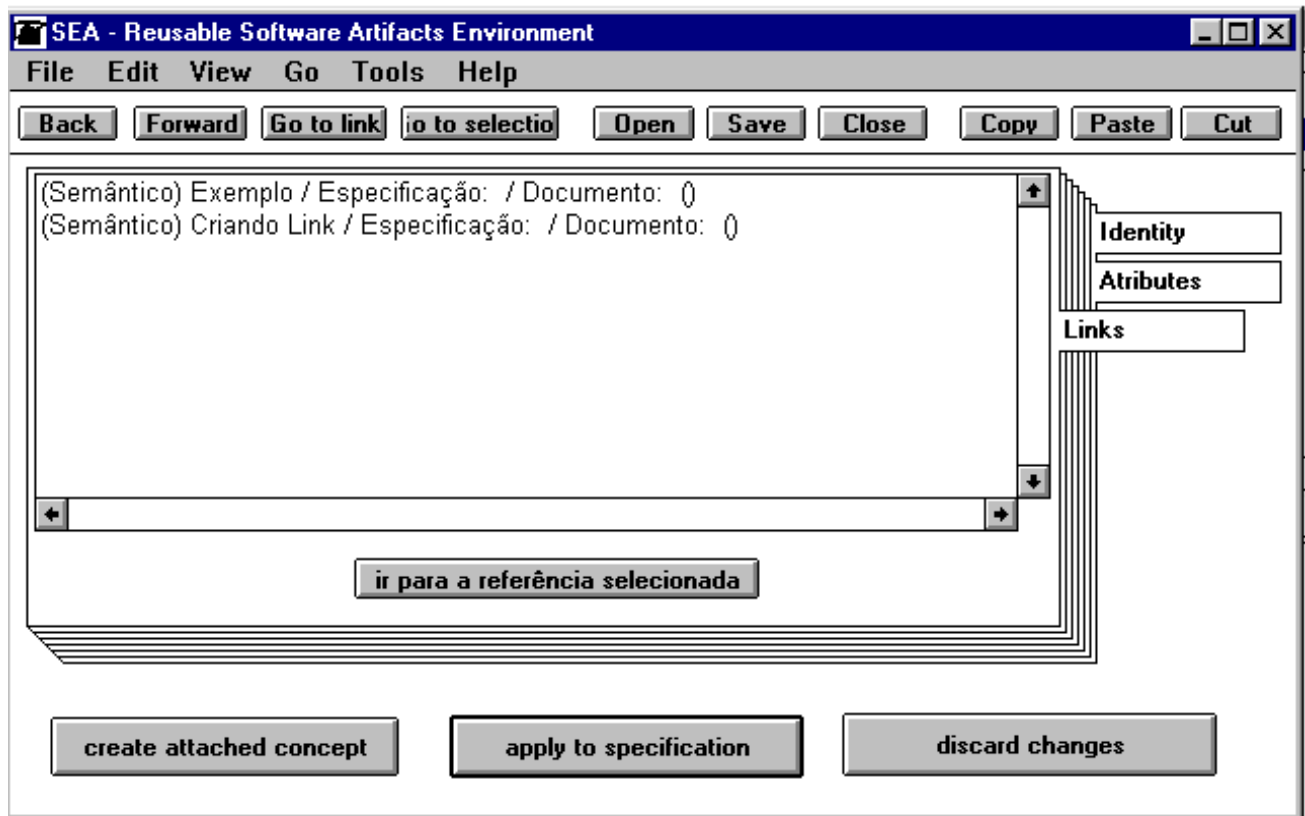 SEA - Reusable Software Artifacts Environment
File Edit View Go Tools Help
Back Forward Go to link io to selectio Open Save Close Copy Paste Cut
(Semântico) Exemplo / Especificação: / Documento: ()
(Semântico) Criando Link / Especificação: / Documento: ()
Identity
Atributes
Links
ir para a referência selecionada
create attached concept apply to specification discard changes